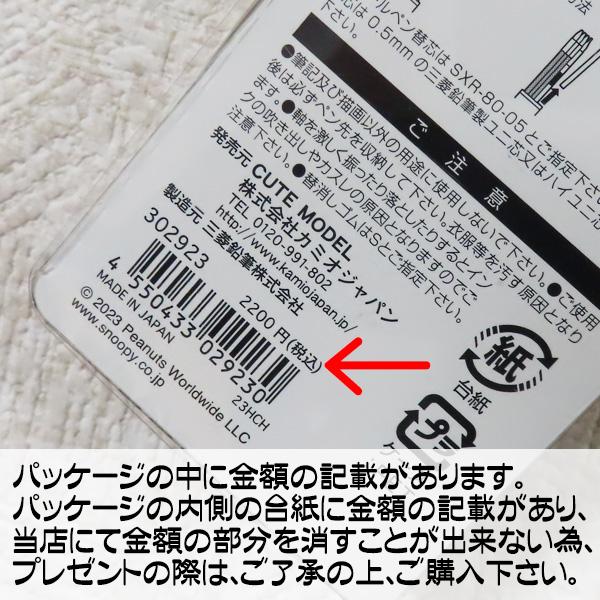 方法
ルペン替芯は SXR-80-05とご指定下さい。
芯は 0.5mmの三菱鉛筆製ユニ芯又はハイユニ芯
下さい。
ご 注 意
●筆記及び描画以外の用途に使用しないで下さい。●ご使用
後は必ずペン先を収納して下さい。衣服等を汚す原因となり
ます。●軸を激しく振ったり落としたりするとイン
クの吹き出しやカスレの原因となりますのでご
注意下さい。●替消しゴムはSとご指定下さい。
発売元 CUTE MODEL
株式会社カミオジャパン
TEL 0120-991-802
http://www.kamiojapan.jp/
製造元 三菱鉛筆株式会社
302923
2200 円(税込)
4 550433 029230
23HCH
MADE IN JAPAN
© 2023 Peanuts Worldwide LLC
www.snoopy.co.jp
紙
台紙
プラ
ケ
パッケージの中に金額の記載があります。
パッケージの内側の台紙に金額の記載があり、
当店にて金額の部分を消すことが出来ない為、
プレゼントの際は、ご了承の上、ご購入下さい。